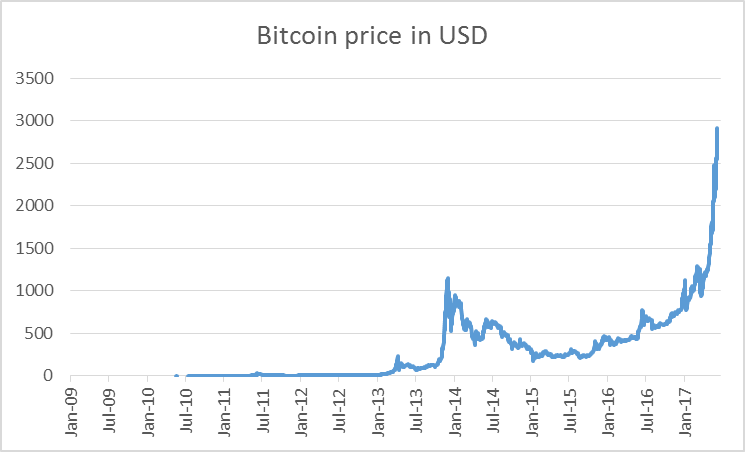 Bitcoin price in USD
3500
3000
2500
2000
1500
1000
500
0
Jan-09
Jul-09
Jan-10
Jul-10
Jan-11
Jul-11
Jan-12
Jul-12
Jan-13
Jul-13
Jan-14
Jul-14
Jan-15
Jul-15
Jan-16
Jul-16
Jan-17